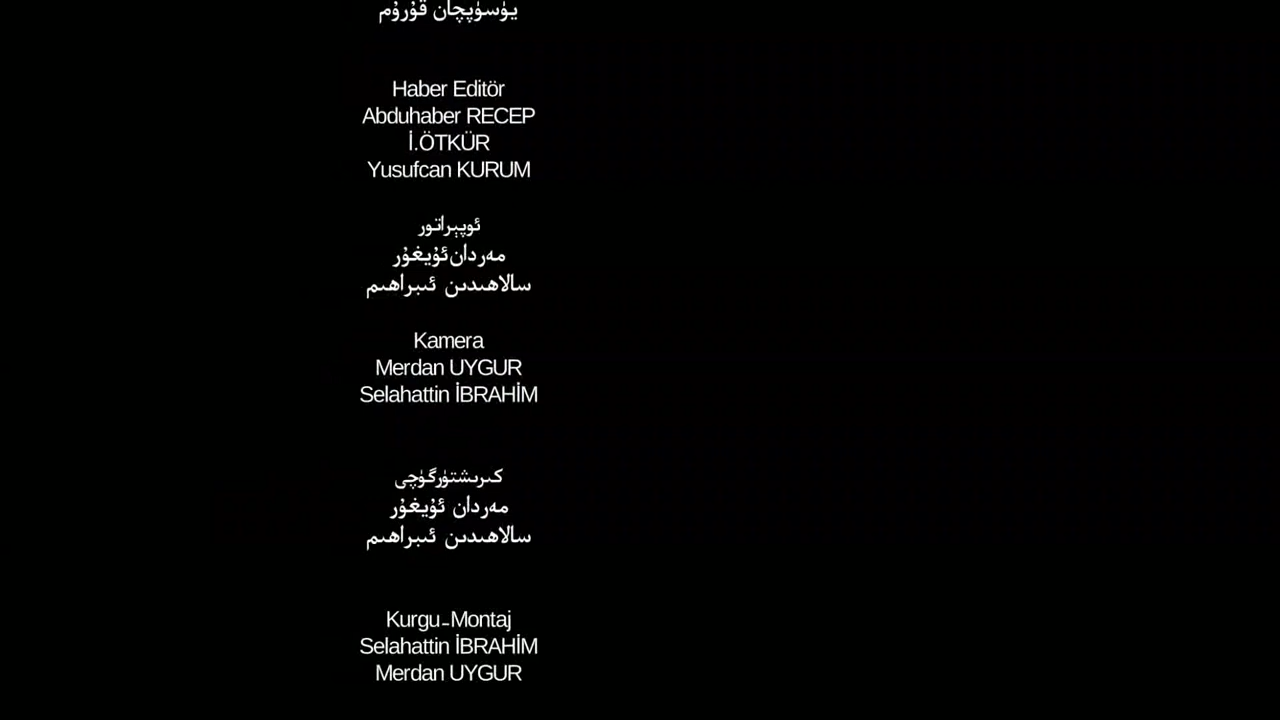 يۈسۈپچان قۇرۇم
Haber Editör
Abduhaber RECEP
İ.ÖTKÜR
Yusufcan KURUM
ئوپېراتور
مەردان ئۇيغۇر
سالاھىدىن ئىبراھىم
Kamera
Merdan UYGUR
Selahattin İBRAHİM
كىرىشتۈرگۈچى
مەردان ئۇيغۇر
سالاھىدىن ئىبراھىم
Kurgu-Montaj
Selahattin İBRAHİM
Merdan UYGUR